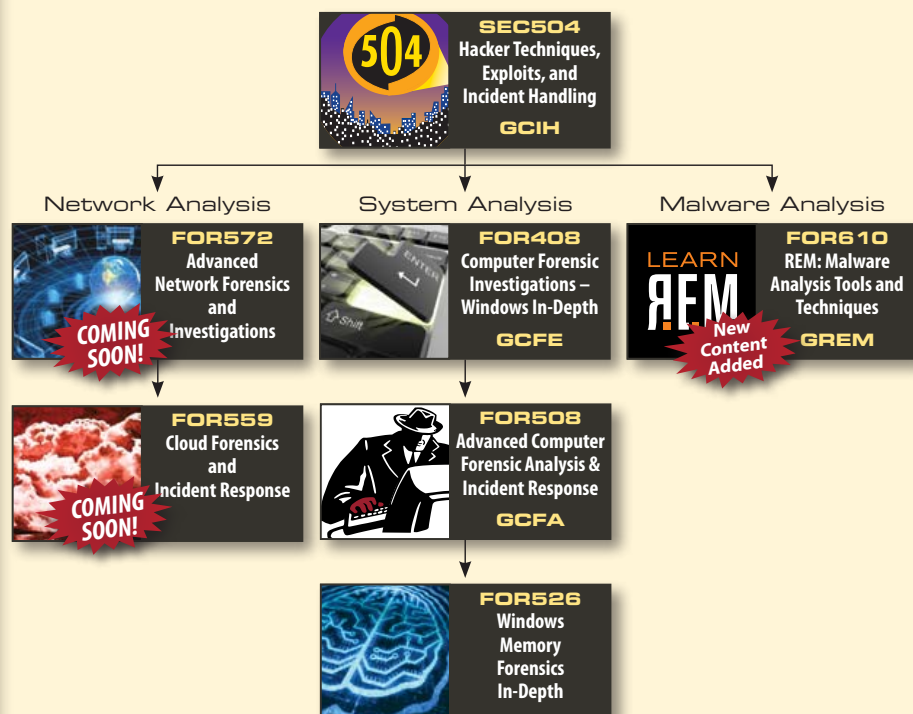 504
SEC504
Hacker Techniques,
Exploits, and
Incident Handling
GCIH
Network Analysis
System Analysis
Malware Analysis
FOR572
Advanced
Network Forensics
and
Investigations
COMING
SOON!
ENTER
Shift
FOR408
Computer Forensic
Investigations –
Windows In-Depth
GCFE
LEARN
REM
FOR610
REM: Malware
Analysis Tools and
Techniques
GREM
New
Content
Added
FOR559
Cloud Forensics
and
Incident Response
COMING
SOON!
FOR508
Advanced Computer
Forensic Analysis &
Incident Response
GCFA
FOR526
Windows
Memory
Forensics
In-Depth